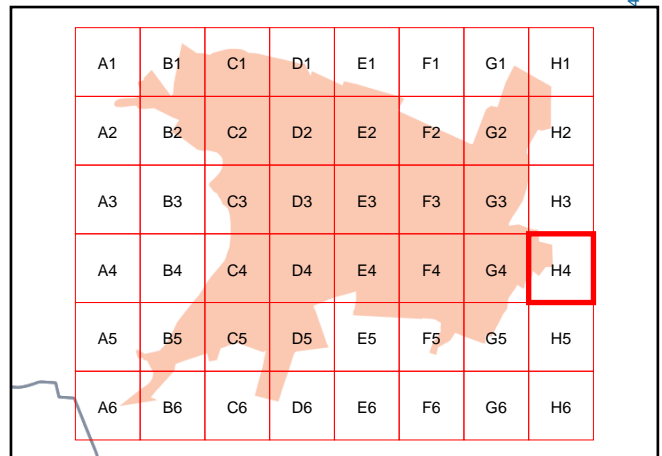 A1 B1 C1 D1 E1 F1 G1 H1
A2 B2 C2 D2 E2 F2 G2 H2
A3 B3 C3 D3 E3 F3 G3 H3
A4 B4 C4 D4 E4 F4 G4 H4
A5 B5 C5 D5 E5 F5 G5 H5
A6 B6 C6 D6 E6 F6 G6 H6